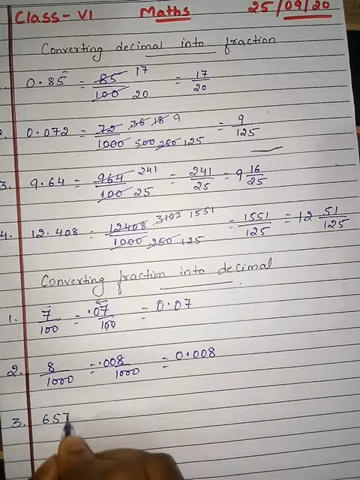 Class-VI Maths 25/09/20
Converting decimal into fraction
0.85 = 85/100 17/20 = 17/20
2. 0.072 = 72/1000 36/500 18/250 9/125 = 9/125
3. 9.64 = 964/100 241/25 = 241/25 = 9 16/25
4. 12.408 = 12408/1000 3102/250 1551/125 = 1551/125 = 12 51/125
Converting fraction into decimal
1. 7/100 = .07/100 = 0.07
2. 8/1000 = .008/1000 = 0.008
3. 657